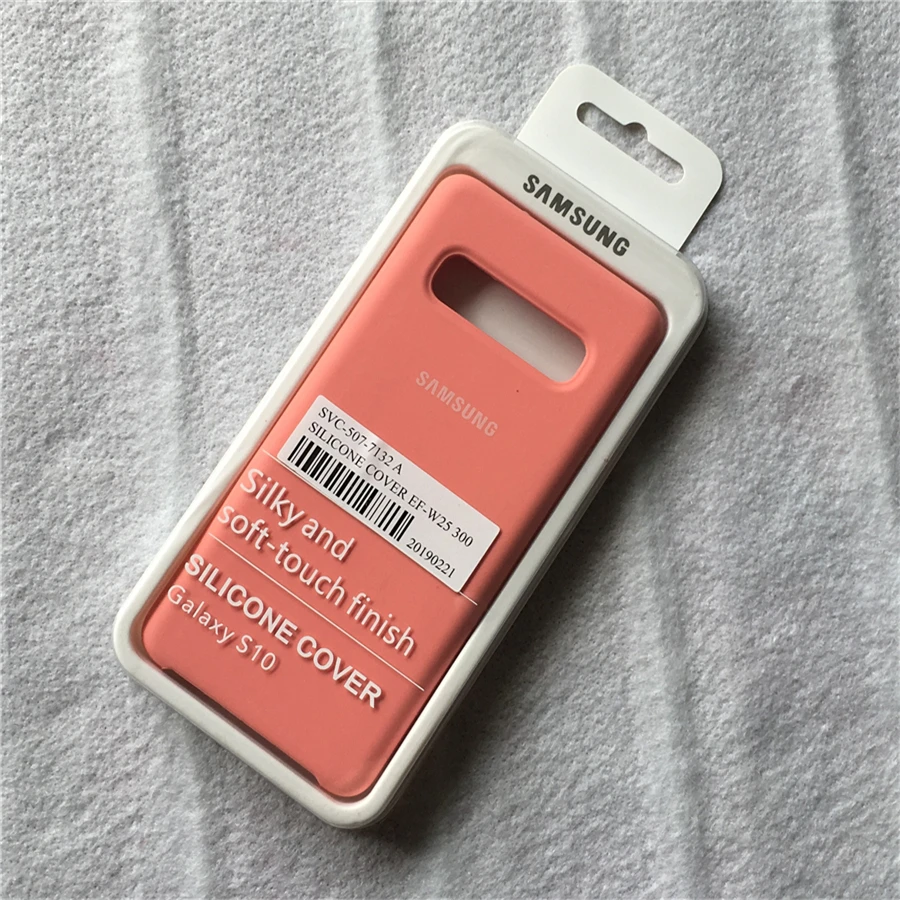 SAMSUNG
SAMSUNG
SVC-507-7132 A
SILICONE COVER EF-W25 300
20190221
Silky and
soft-touch finish
SILICONE COVER
Galaxy S10